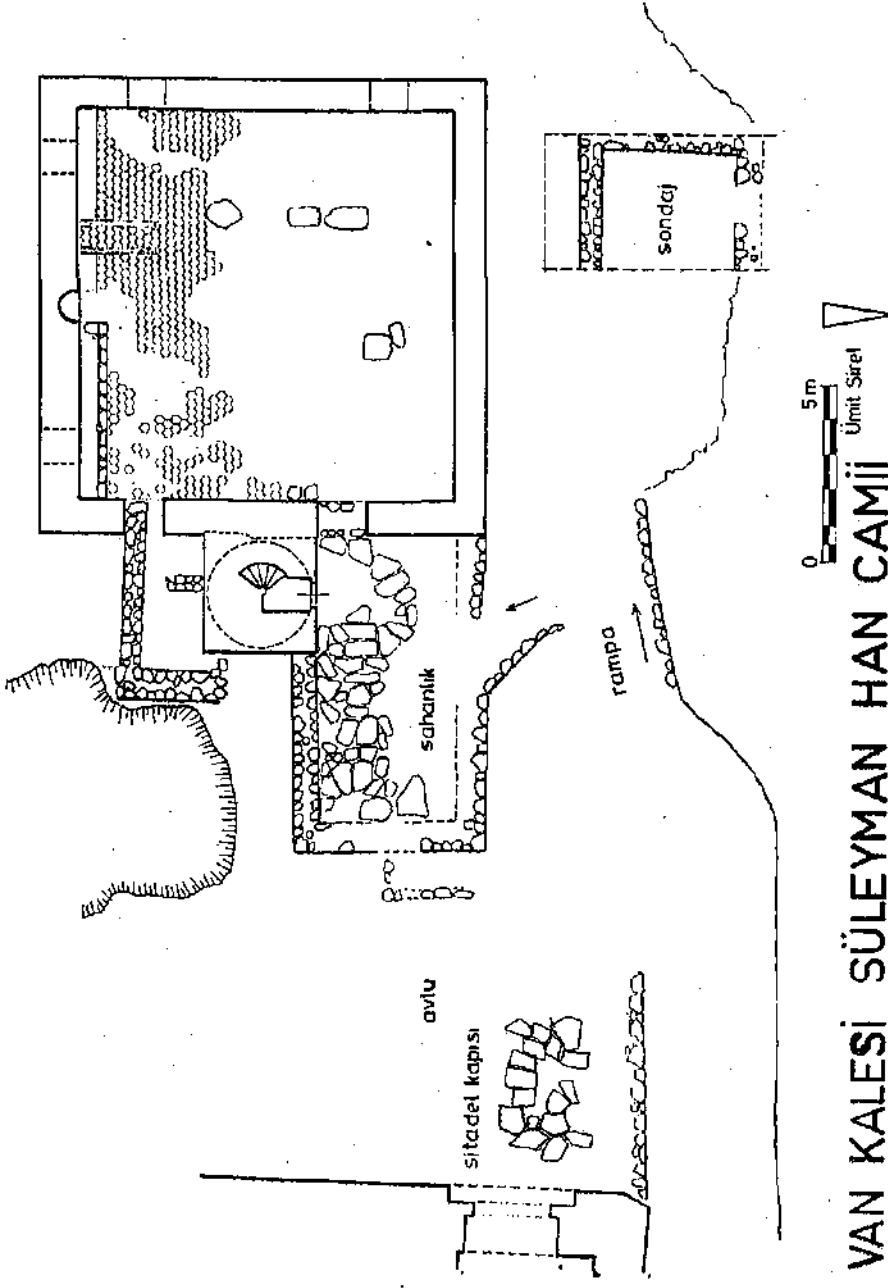 sitadel kapısı
avlu
sahanlık
rampa
sondaj
0 5m
Ümit Sirel
VAN KALESİ SÜLEYMAN HAN CAMİİ